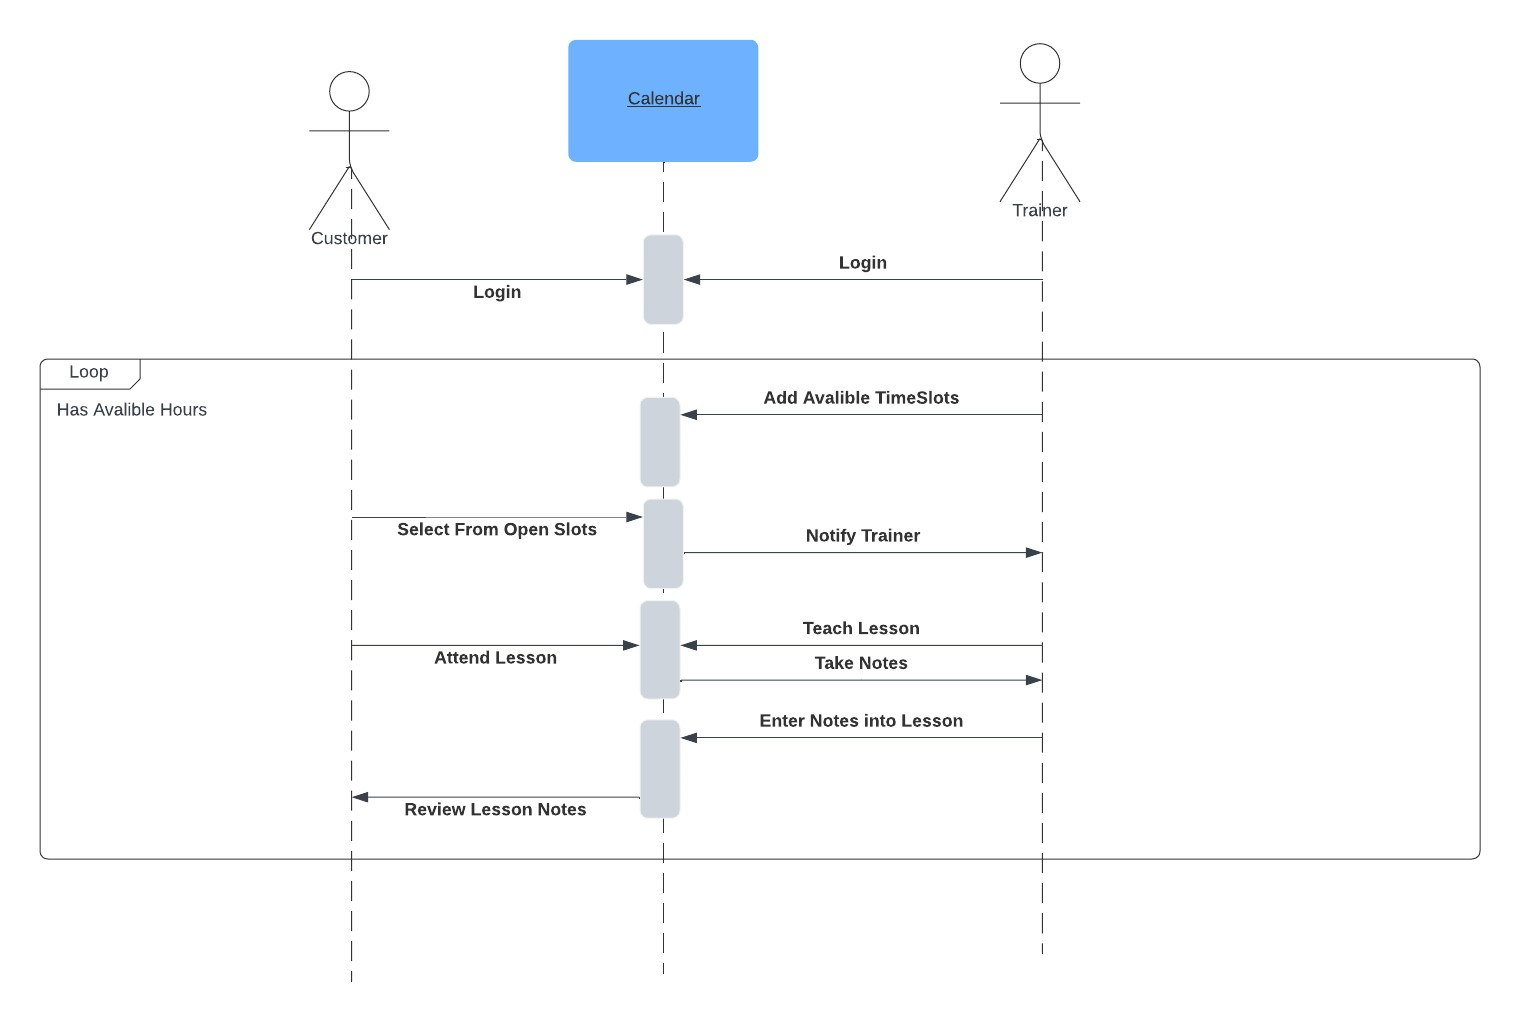 Calendar
Trainer
Customer
Login
Login
Loop
Has Avalible Hours
Add Avalible TimeSlots
Select From Open Slots
Notify Trainer
Teach Lesson
Attend Lesson
Take Notes
Enter Notes into Lesson
Review Lesson Notes